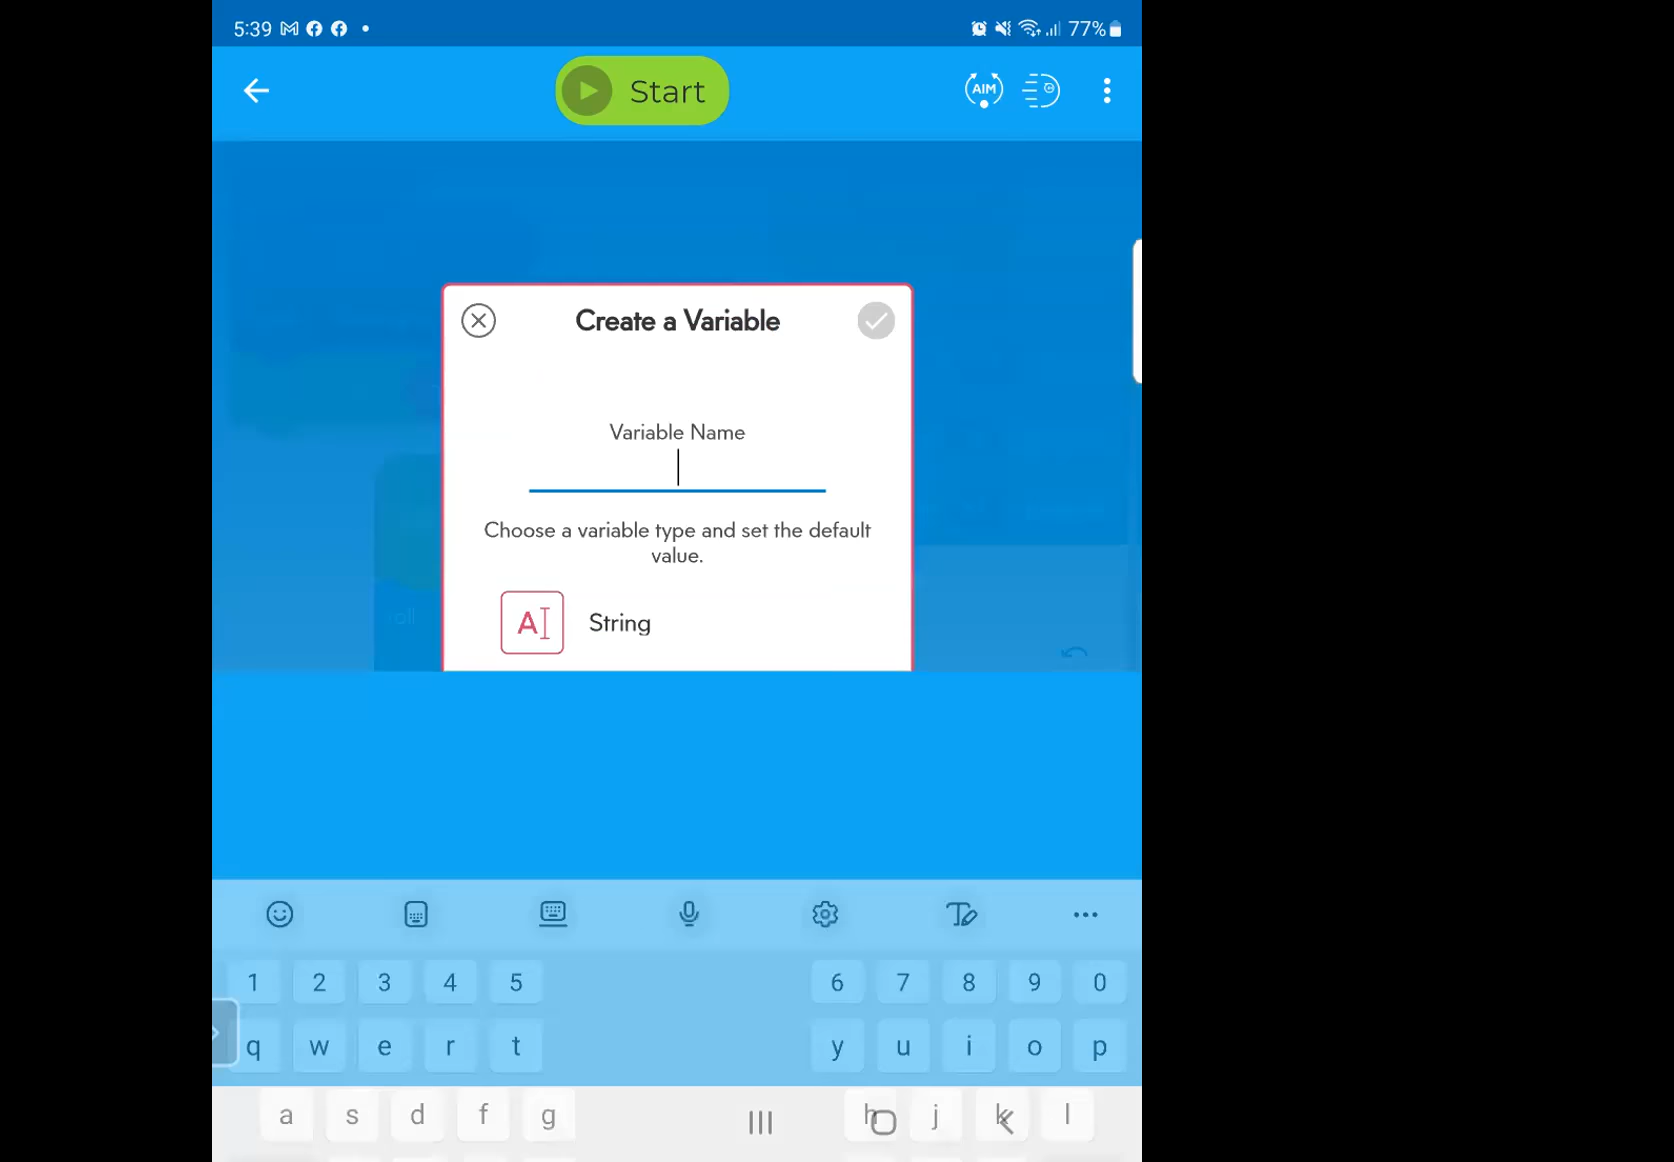 5:39 77%
Start AIM
Create a Variable
Variable Name
Choose a variable type and set the default
value.
oll
A String
1 2 3 4 5 6 7 8 9 0
q w e r t y u i o p
a s d f g h j k l